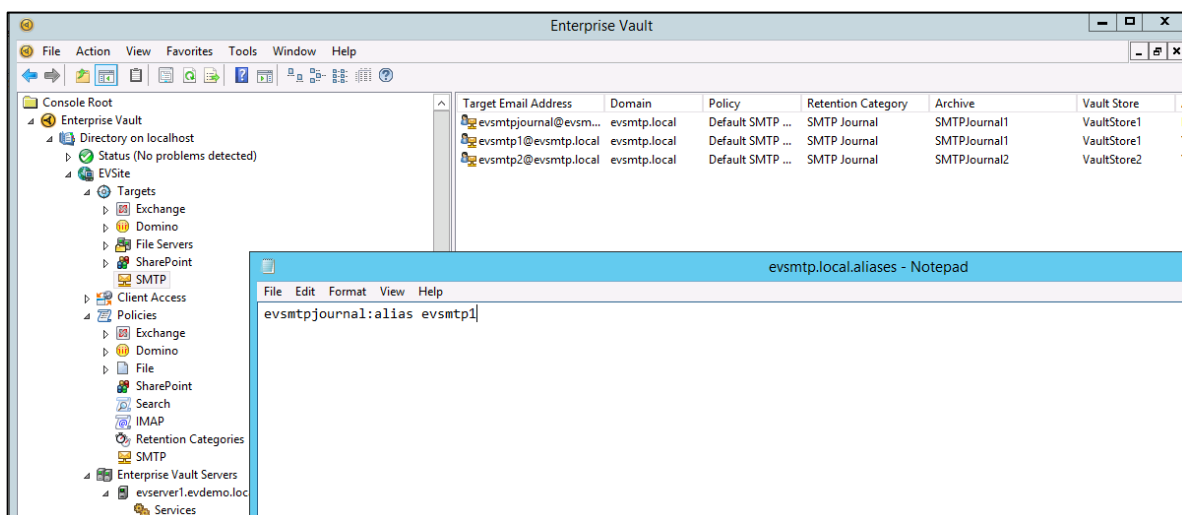 Enterprise Vault
File Action View Favorites Tools Window Help
Console Root
Enterprise Vault
Directory on localhost
Status (No problems detected)
EVSite
Targets
Exchange
Domino
File Servers
SharePoint
SMTP
Client Access
Policies
Exchange
Domino
File
SharePoint
Search
IMAP
Retention Categories
SMTP
Enterprise Vault Servers
evserver1.evdemo.loc
Services
Target Email Address Domain Policy Retention Category Archive Vault Store
evsmtpjournal@evsm... evsmtp.local Default SMTP ... SMTP Journal SMTPJournal1 VaultStore1
evsmtp1@evsmtp.local evsmtp.local Default SMTP ... SMTP Journal SMTPJournal1 VaultStore1
evsmtp2@evsmtp.local evsmtp.local Default SMTP ... SMTP Journal SMTPJournal2 VaultStore2
evsmtp.local.aliases - Notepad
File Edit Format View Help
evsmtpjournal:alias evsmtp1